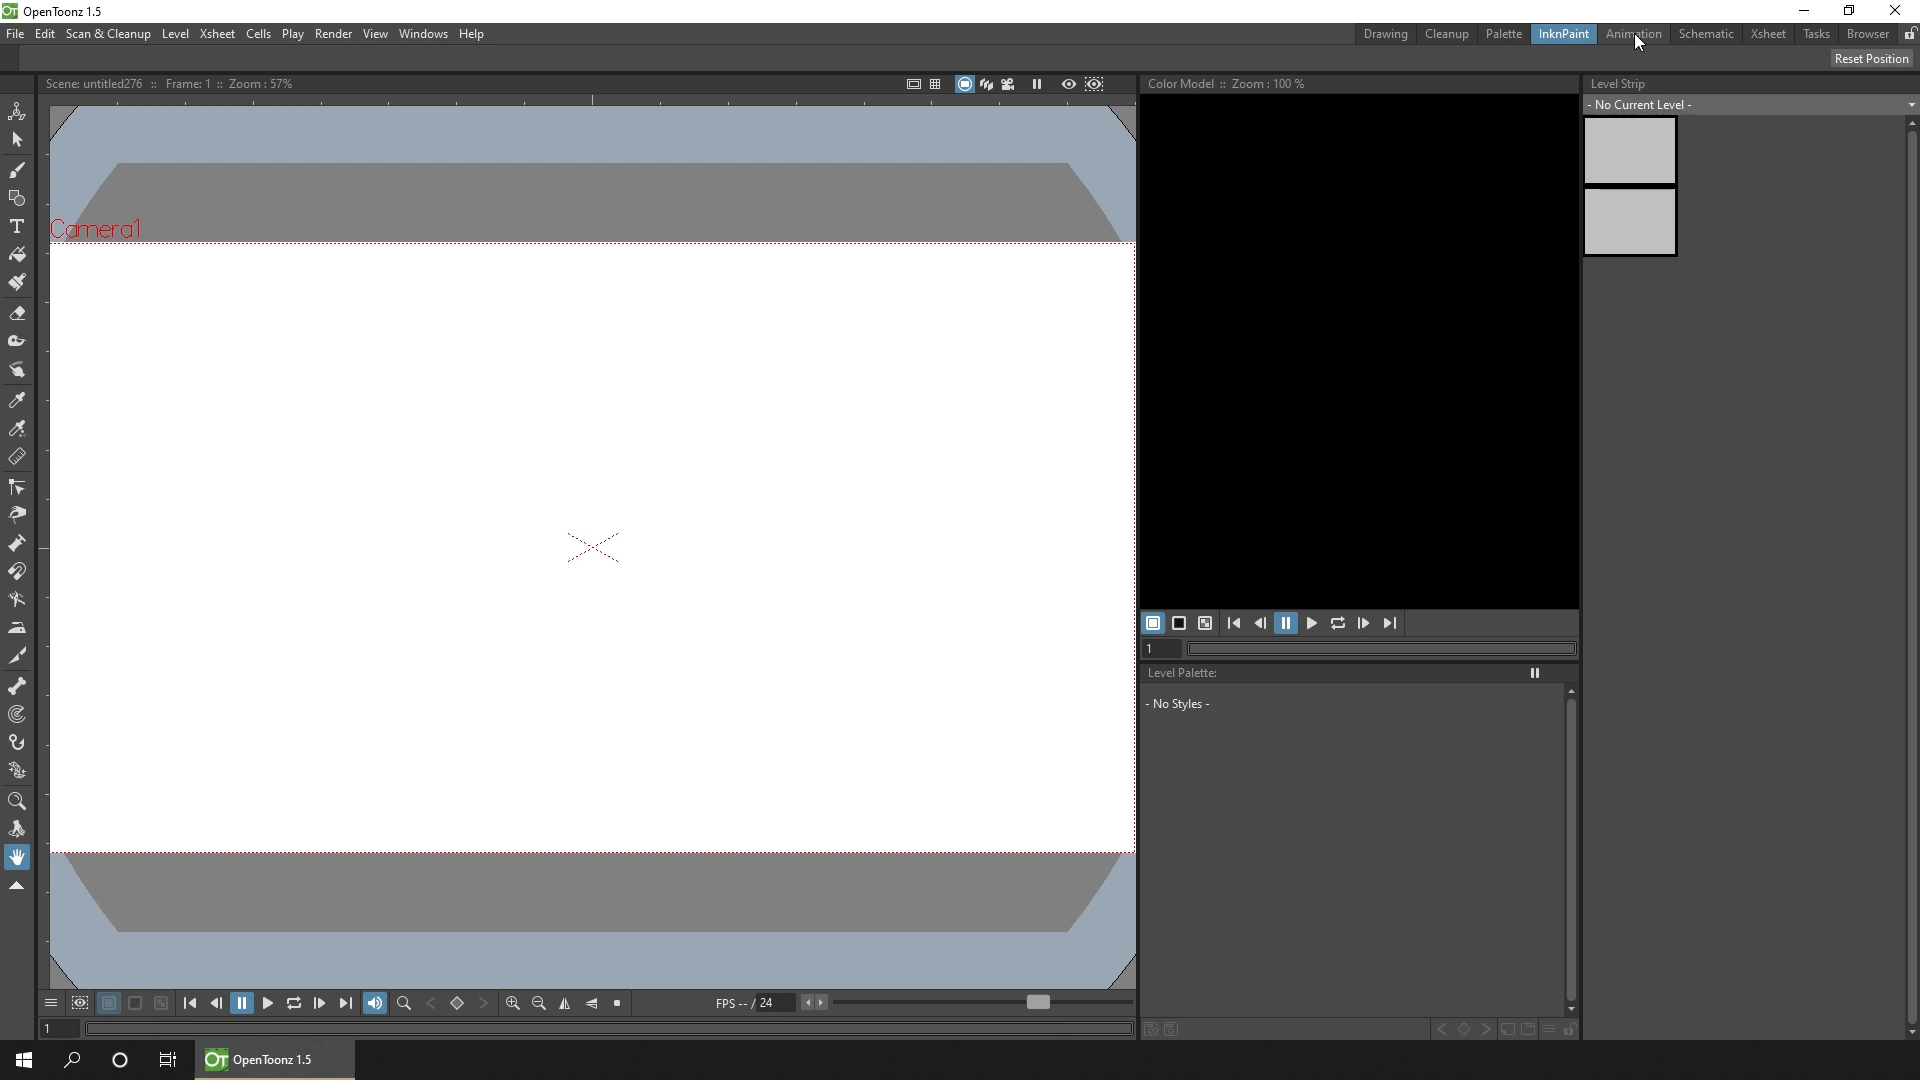 OpenToonz 1.5
File Edit Scan & Cleanup Level Xsheet Cells Play Render View Windows Help
Drawing Cleanup Palette InknPaint Animation Schematic Xsheet Tasks Browser
Reset Position
Scene: untitled276 :: Frame: 1 :: Zoom : 57%
Color Model :: Zoom : 100 %
Level Strip
- No Current Level -
Camera1
1
Level Palette:
- No Styles -
FPS -- / 24
1
OpenToonz 1.5